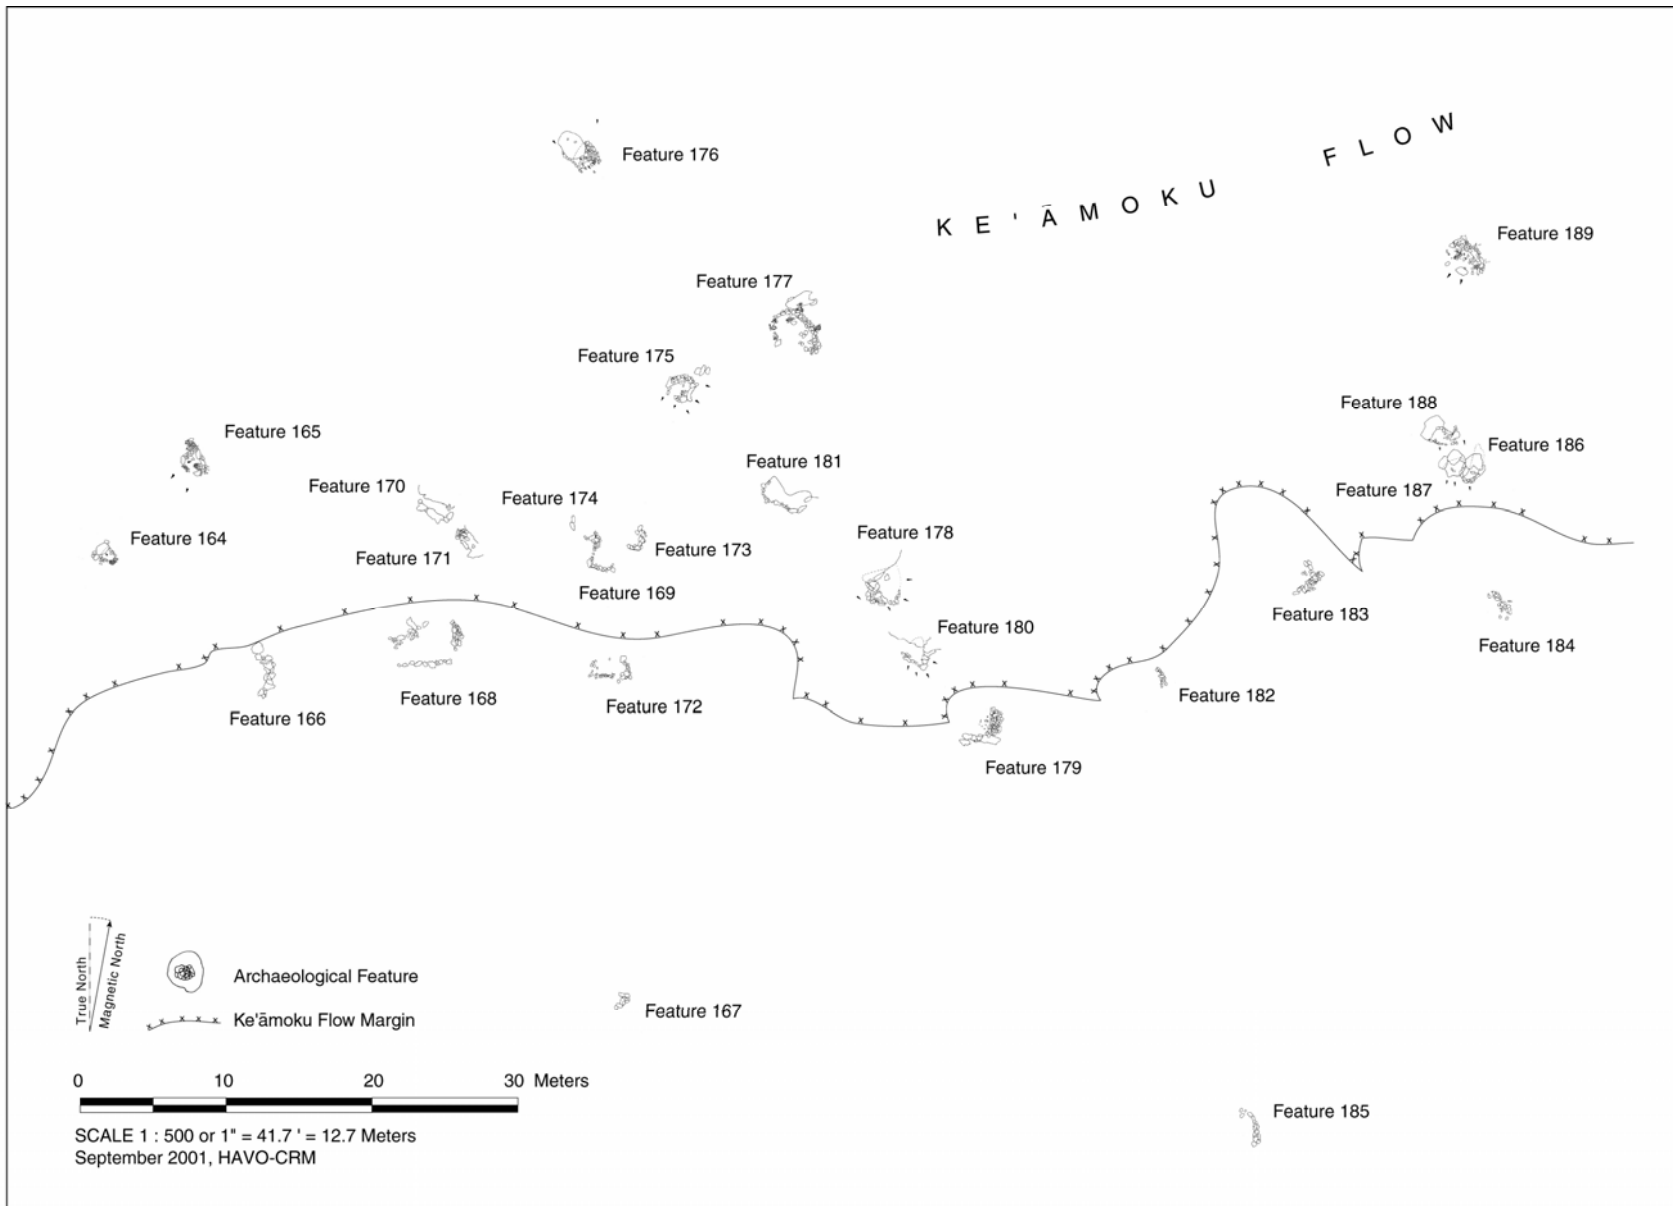 Feature 176
KE'ĀMOKU FLOW
Feature 189
Feature 177
Feature 175
Feature 188
Feature 165
Feature 186
Feature 181
Feature 170
Feature 174
Feature 187
Feature 164
Feature 178
Feature 171
Feature 173
Feature 169
Feature 183
Feature 180
Feature 184
Feature 168
Feature 182
Feature 172
Feature 166
Feature 179
True North
Magnetic North
Archaeological Feature
Ke'āmoku Flow Margin
Feature 167
0 10 20 30 Meters
Feature 185
SCALE 1 : 500 or 1" = 41.7 ' = 12.7 Meters
September 2001, HAVO-CRM